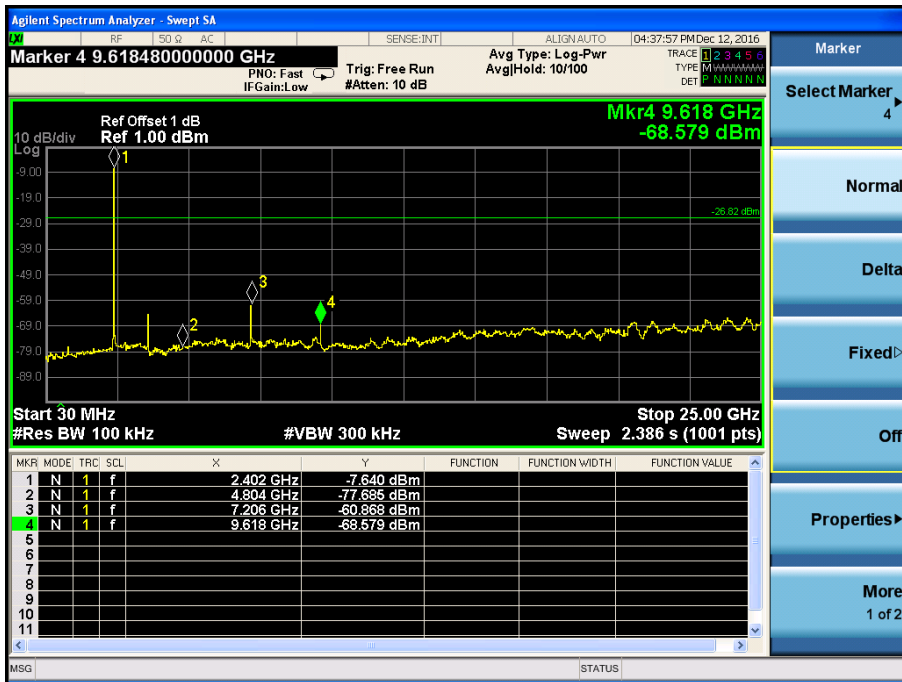 Agilent Spectrum Analyzer - Swept SA
LXI RF 50 Ω AC SENSE:INT ALIGN AUTO 04:37:57 PM Dec 12, 2016
Marker 4 9.618480000000 GHz
PNO: Fast
IFGain:Low
Trig: Free Run
#Atten: 10 dB
Avg Type: Log-Pwr
Avg|Hold: 10/100
TRACE 1 2 3 4 5 6
TYPE MWWWWW
DET P N N N N N
Mkr4 9.618 GHz
-68.579 dBm
Ref Offset 1 dB
10 dB/div Ref 1.00 dBm
Log
1
-9.00
-19.0
-26.82 dBm
-29.0
-39.0
-49.0
3
-59.0
4
-69.0
2
-79.0
-89.0
Start 30 MHz Stop 25.00 GHz
#Res BW 100 kHz #VBW 300 kHz Sweep 2.386 s (1001 pts)
MKR MODE TRC SCL X Y FUNCTION FUNCTION WIDTH FUNCTION VALUE
1 N 1 f 2.402 GHz -7.640 dBm
2 N 1 f 4.804 GHz -77.685 dBm
3 N 1 f 7.206 GHz -60.868 dBm
4 N 1 f 9.618 GHz -68.579 dBm
5
6
7
8
9
10
11
MSG STATUS
Marker
Select Marker
4
Normal
Delta
Fixed
Off
Properties
More
1 of 2